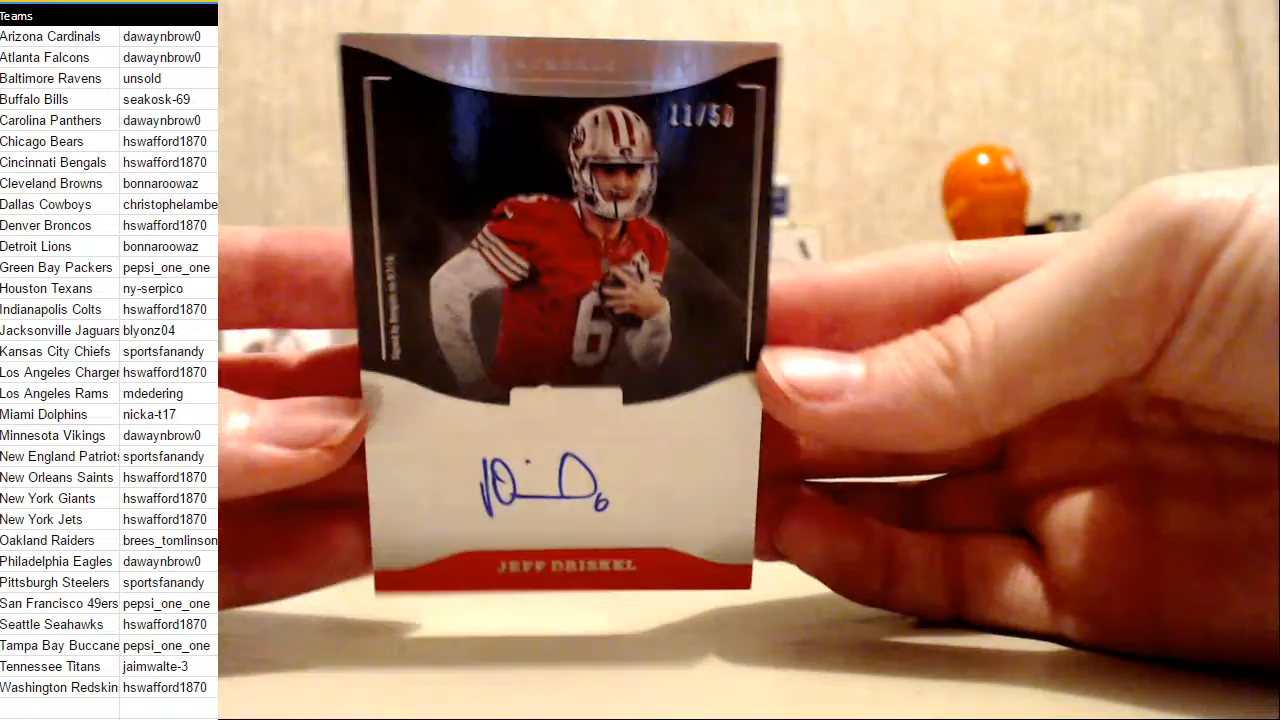 Teams
Arizona Cardinals dawaynbrow0
Atlanta Falcons dawaynbrow0
Baltimore Ravens unsold
Buffalo Bills seakosk-69
Carolina Panthers dawaynbrow0
Chicago Bears hswafford1870
Cincinnati Bengals hswafford1870
Cleveland Browns bonnaroowaz
Dallas Cowboys christophelambe
Denver Broncos hswafford1870
Detroit Lions bonnaroowaz
Green Bay Packers pepsi_one_one
Houston Texans ny-serpico
Indianapolis Colts hswafford1870
Jacksonville Jaguars blyonz04
Kansas City Chiefs sportsfanandy
Los Angeles Charger hswafford1870
Los Angeles Rams mdedering
Miami Dolphins nicka-t17
Minnesota Vikings dawaynbrow0
New England Patriots sportsfanandy
New Orleans Saints hswafford1870
New York Giants hswafford1870
New York Jets hswafford1870
Oakland Raiders brees_tomlinson
Philadelphia Eagles dawaynbrow0
Pittsburgh Steelers sportsfanandy
San Francisco 49ers pepsi_one_one
Seattle Seahawks hswafford1870
Tampa Bay Buccane pepsi_one_one
Tennessee Titans jaimwalte-3
Washington Redskin hswafford1870
11/50
6
JEFF DRISKEL